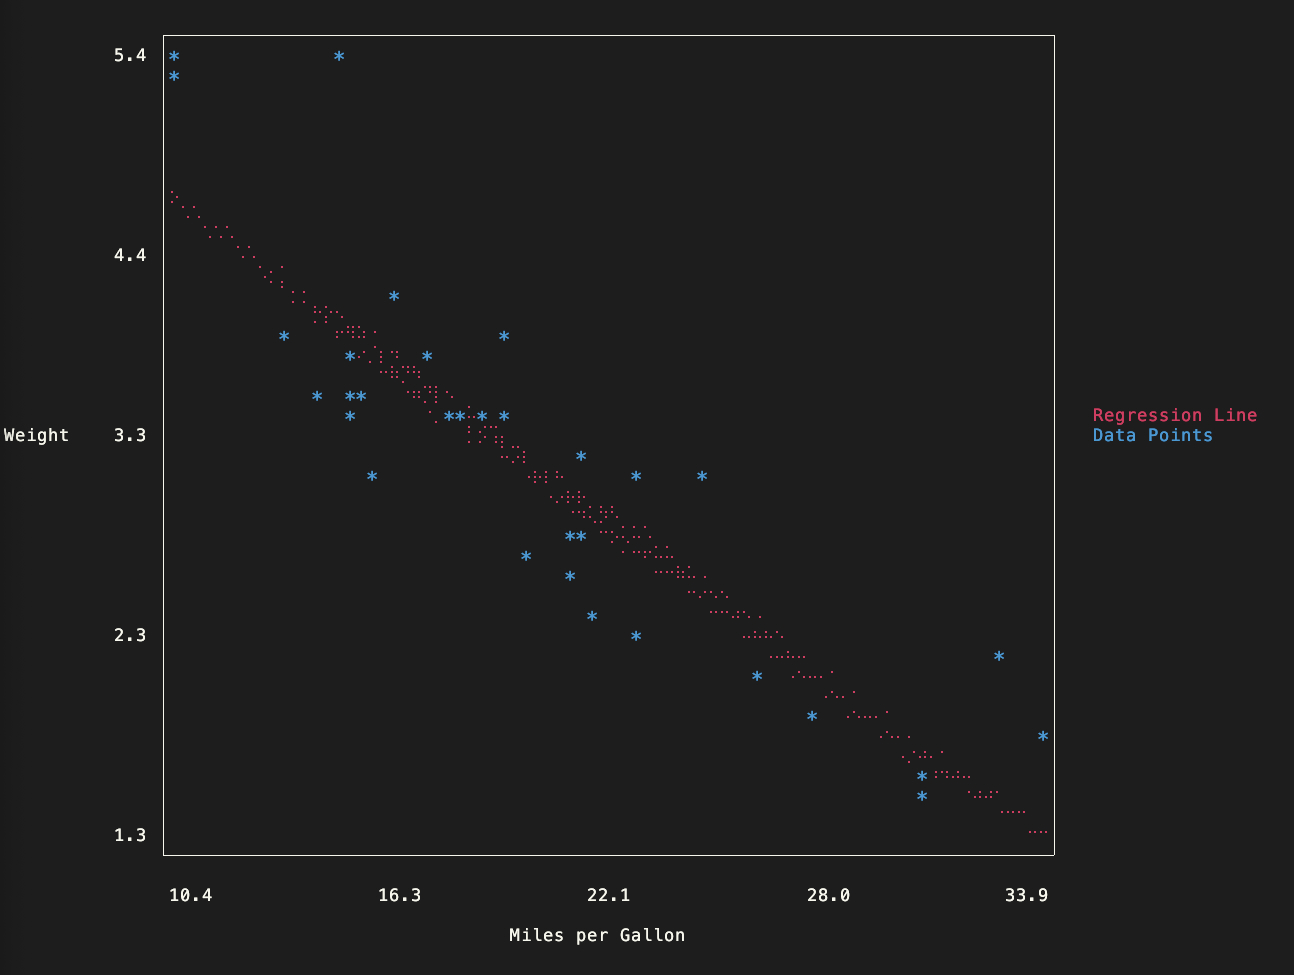 5.4
4.4
3.3
2.3
1.3
Weight
Regression Line
Data Points
10.4 16.3 22.1 28.0 33.9
Miles per Gallon